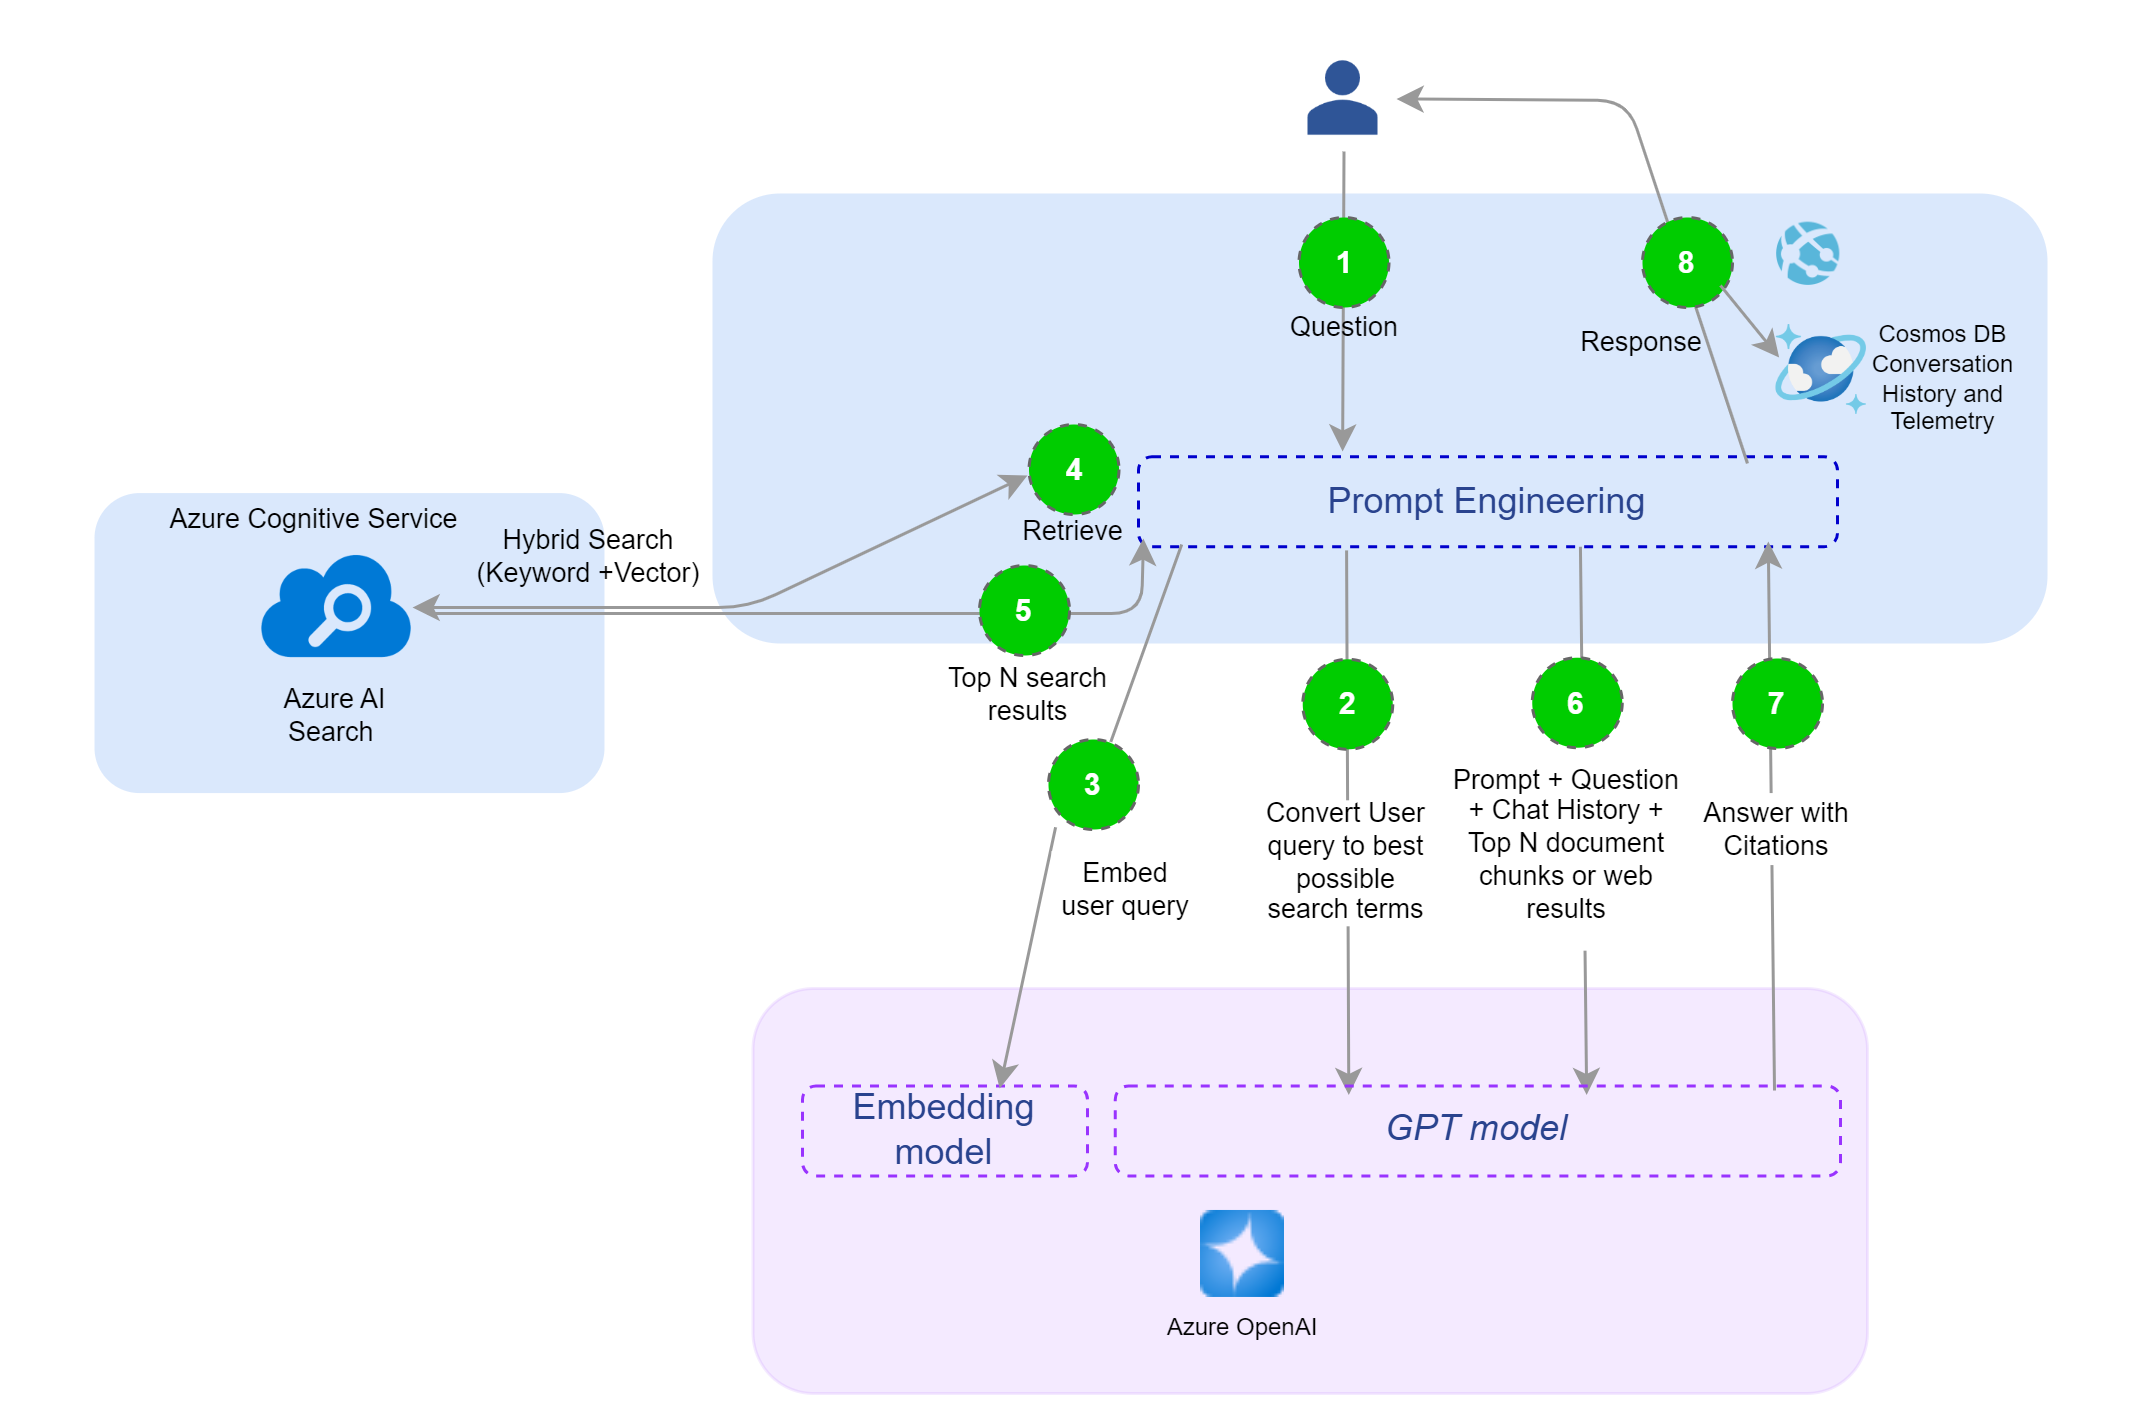 1
Question
8
Response
Cosmos DB
Conversation
History and
Telemetry
4
Retrieve
Prompt Engineering
Azure Cognitive Service
Hybrid Search
(Keyword +Vector)
Azure AI
Search
5
Top N search
results
3
Embed
user query
2
Convert User
query to best
possible
search terms
6
Prompt + Question
+ Chat History +
Top N document
chunks or web
results
7
Answer with
Citations
Embedding
model
GPT model
Azure OpenAI